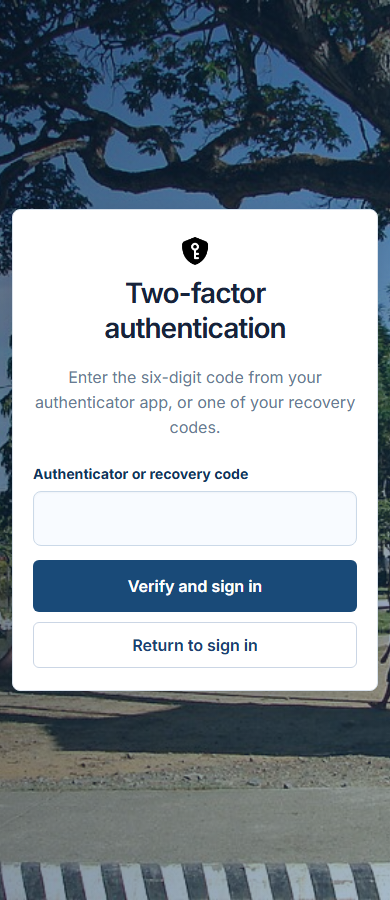 Two-factor
authentication
Enter the six-digit code from your
authenticator app, or one of your recovery
codes.
Authenticator or recovery code
Verify and sign in
Return to sign in